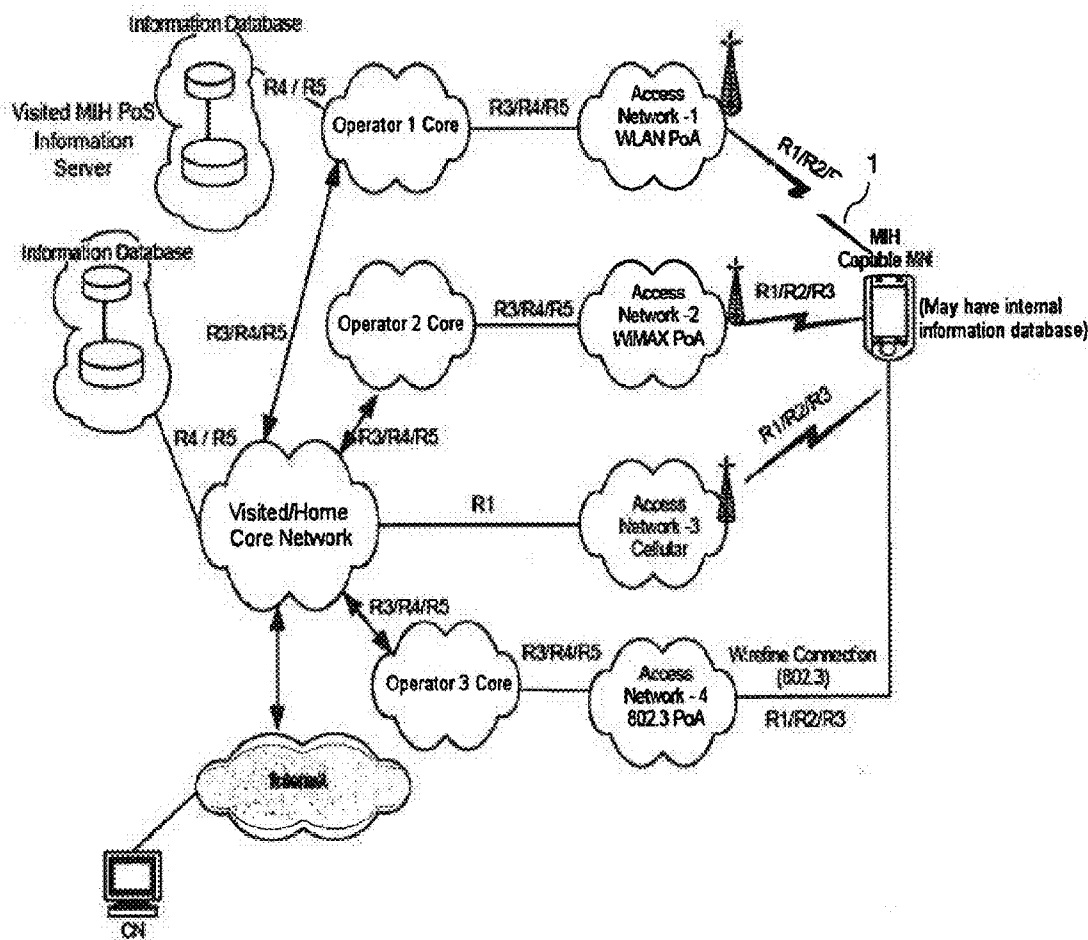 Information Database
R4 / R5
Visited MIH PoS
Information
Server
Operator 1 Core
R3/R4/R5
Access
Network -1
WLAN PoA
R1/R2/
1
MIH
Capable MN
(May have internal
information database)
Information Database
R3/R4/R5
Operator 2 Core
R3/R4/R5
Access
Network -2
WiMAX PoA
R1/R2/R3
R4 / R5
R3/R4/R5
R1/R2/R3
Visited/Home
Core Network
R1
Access
Network -3
Cellular
R3/R4/R5
Operator 3 Core
R3/R4/R5
Access
Network - 4
802.3 PoA
Wireline Connection
(802.3)
R1/R2/R3
Internet
CN